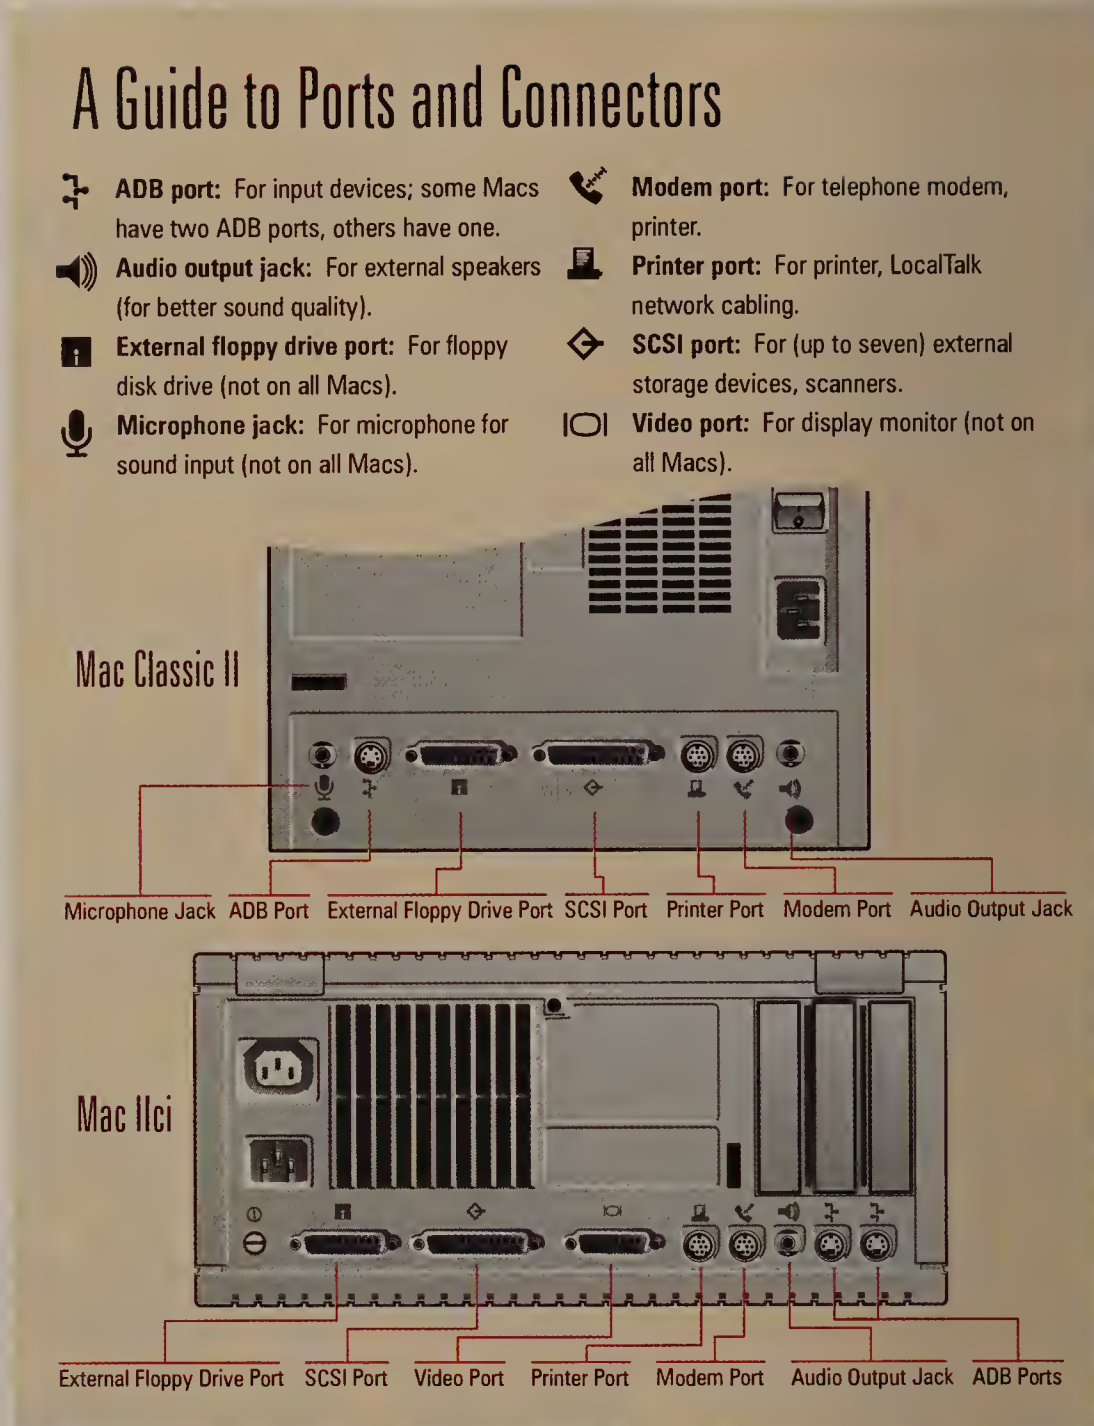 A Guide to Ports and Connectors
ADB port: For input devices; some Macs
have two ADB ports, others have one.
Audio output jack: For external speakers
(for better sound quality).
External floppy drive port: For floppy
disk drive (not on all Macs).
Microphone jack: For microphone for
sound input (not on all Macs).
Modem port: For telephone modem,
printer.
Printer port: For printer, LocalTalk
network cabling.
SCSI port: For (up to seven) external
storage devices, scanners.
Video port: For display monitor (not on
all Macs).
Mac Classic II
Microphone Jack
ADB Port
External Floppy Drive Port
SCSI Port
Printer Port
Modem Port
Audio Output Jack
Mac IIci
External Floppy Drive Port
SCSI Port
Video Port
Printer Port
Modem Port
Audio Output Jack
ADB Ports